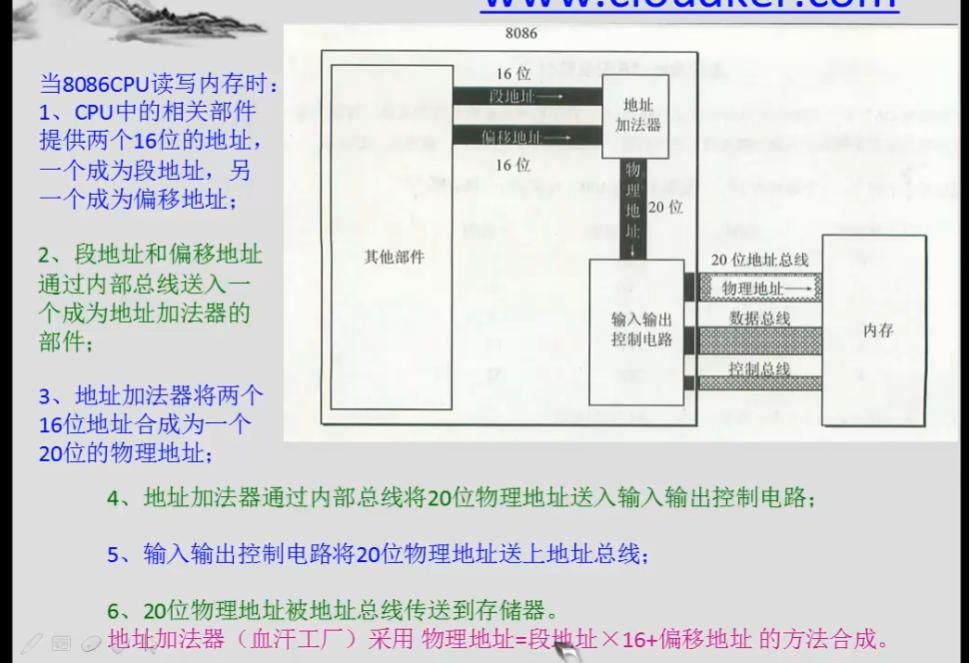 www.cloudker.com
当8086CPU读写内存时：
1、CPU中的相关部件
提供两个16位的地址，
一个成为段地址，另
一个成为偏移地址；
2、段地址和偏移地址
通过内部总线送入一
个成为地址加法器的
部件；
3、地址加法器将两个
16位地址合成为一个
20位的物理地址；
8086
16 位
段地址
地址
加法器
偏移地址
16 位
物理地址
20 位
其他部件
20 位地址总线
物理地址
输入输出
控制电路
数据总线
内存
控制总线
4、地址加法器通过内部总线将20位物理地址送入输入输出控制电路；
5、输入输出控制电路将20位物理地址送上地址总线；
6、20位物理地址被地址总线传送到存储器。
地址加法器（血汗工厂）采用 物理地址=段地址×16+偏移地址 的方法合成。